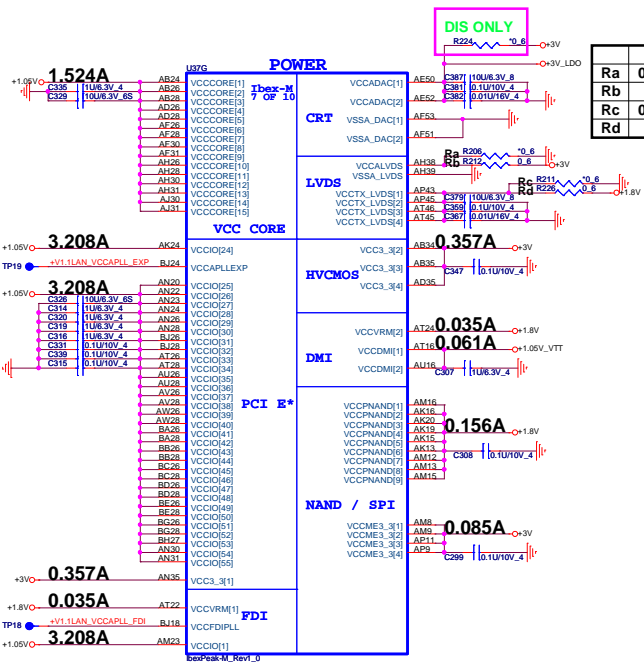 DIS ONLY
R224 *0_6 +3V
+3V_LDO
Ra 0
Rb
Rc 0
Rd
U37G
POWER
Ibex-M
7 OF 10
+1.05V 1.524A
C335 1U/6.3V_4
C329 10U/6.3V_6S
AB24 VCCCORE[1]
AB26 VCCCORE[2]
AB28 VCCCORE[3]
AD26 VCCCORE[4]
AD28 VCCCORE[5]
AF26 VCCCORE[6]
AF28 VCCCORE[7]
AF30 VCCCORE[8]
AF31 VCCCORE[9]
AH26 VCCCORE[10]
AH28 VCCCORE[11]
AH30 VCCCORE[12]
AH31 VCCCORE[13]
AJ30 VCCCORE[14]
AJ31 VCCCORE[15]
VCC CORE
CRT
VCCADAC[1] AE50
VCCADAC[2] AE52
VSSA_DAC[1] AF53
VSSA_DAC[2] AF51
C387 10U/6.3V_8
C381 0.1U/10V_4
C382 0.01U/16V_4
LVDS
VCCALVDS AH38
VSSA_LVDS AH39
Ra R206 *0_6
Rb R212 0_6 +3V
VCCTX_LVDS[1] AP43
VCCTX_LVDS[2] AP45
VCCTX_LVDS[3] AT46
VCCTX_LVDS[4] AT45
Rc R211 *0_6
Rd R226 0_6 +1.8V
C379 10U/6.3V_8
C359 0.01U/16V_4
C367 0.01U/16V_4
+1.05V 3.208A AK24 VCCIO[24]
TP19 +V1.1LAN_VCCAPLL_EXP BJ24 VCCAPLLEXP
HVCMOS
VCC3_3[2] AB34 0.357A +3V
VCC3_3[3] AB35
VCC3_3[4] AD35
C347 0.1U/10V_4
+1.05V 3.208A
C326 10U/6.3V_6S
C314 1U/6.3V_4
C320 1U/6.3V_4
C319 1U/6.3V_4
C316 1U/6.3V_4
C331 0.1U/10V_4
C339 0.1U/10V_4
C315 0.1U/10V_4
AN20 VCCIO[25]
AN22 VCCIO[26]
AN23 VCCIO[27]
AN24 VCCIO[28]
AN26 VCCIO[29]
AN28 VCCIO[30]
BJ26 VCCIO[31]
BJ28 VCCIO[32]
AT26 VCCIO[33]
AT28 VCCIO[34]
AU26 VCCIO[35]
AU28 VCCIO[36]
AV26 VCCIO[37]
AV28 VCCIO[38]
AW26 VCCIO[39]
AW28 VCCIO[40]
BA26 VCCIO[41]
BA28 VCCIO[42]
BB26 VCCIO[43]
BB28 VCCIO[44]
BC26 VCCIO[45]
BC28 VCCIO[46]
BD26 VCCIO[47]
BD28 VCCIO[48]
BE26 VCCIO[49]
BE28 VCCIO[50]
BG26 VCCIO[51]
BG28 VCCIO[52]
BH27 VCCIO[53]
AN30 VCCIO[54]
AN31 VCCIO[55]
PCI E*
DMI
VCCVRM[2] AT24 0.035A +1.8V
VCCDMI[1] AT16 0.061A +1.05V_VTT
VCCDMI[2] AU16
C307 1U/6.3V_4
NAND / SPI
VCCPNAND[1] AM16
VCCPNAND[2] AK16
VCCPNAND[3] AK20
VCCPNAND[4] AK19
VCCPNAND[5] AK15
VCCPNAND[6] AK13
VCCPNAND[7] AM12
VCCPNAND[8] AM13
VCCPNAND[9] AM15
0.156A +1.8V
C308 0.1U/10V_4
VCCME3_3[1] AM8
VCCME3_3[2] AM9
VCCME3_3[3] AP11
VCCME3_3[4] AP9
0.085A +3V
C299 0.1U/10V_4
+3V 0.357A AN35 VCC3_3[1]
+1.8V 0.035A AT22 VCCVRM[1]
TP18 +V1.1LAN_VCCAPLL_FDI BJ18 VCCFDIPLL
+1.05V 3.208A AM23 VCCIO[1]
FDI
IbexPeak-M_Rev1_0